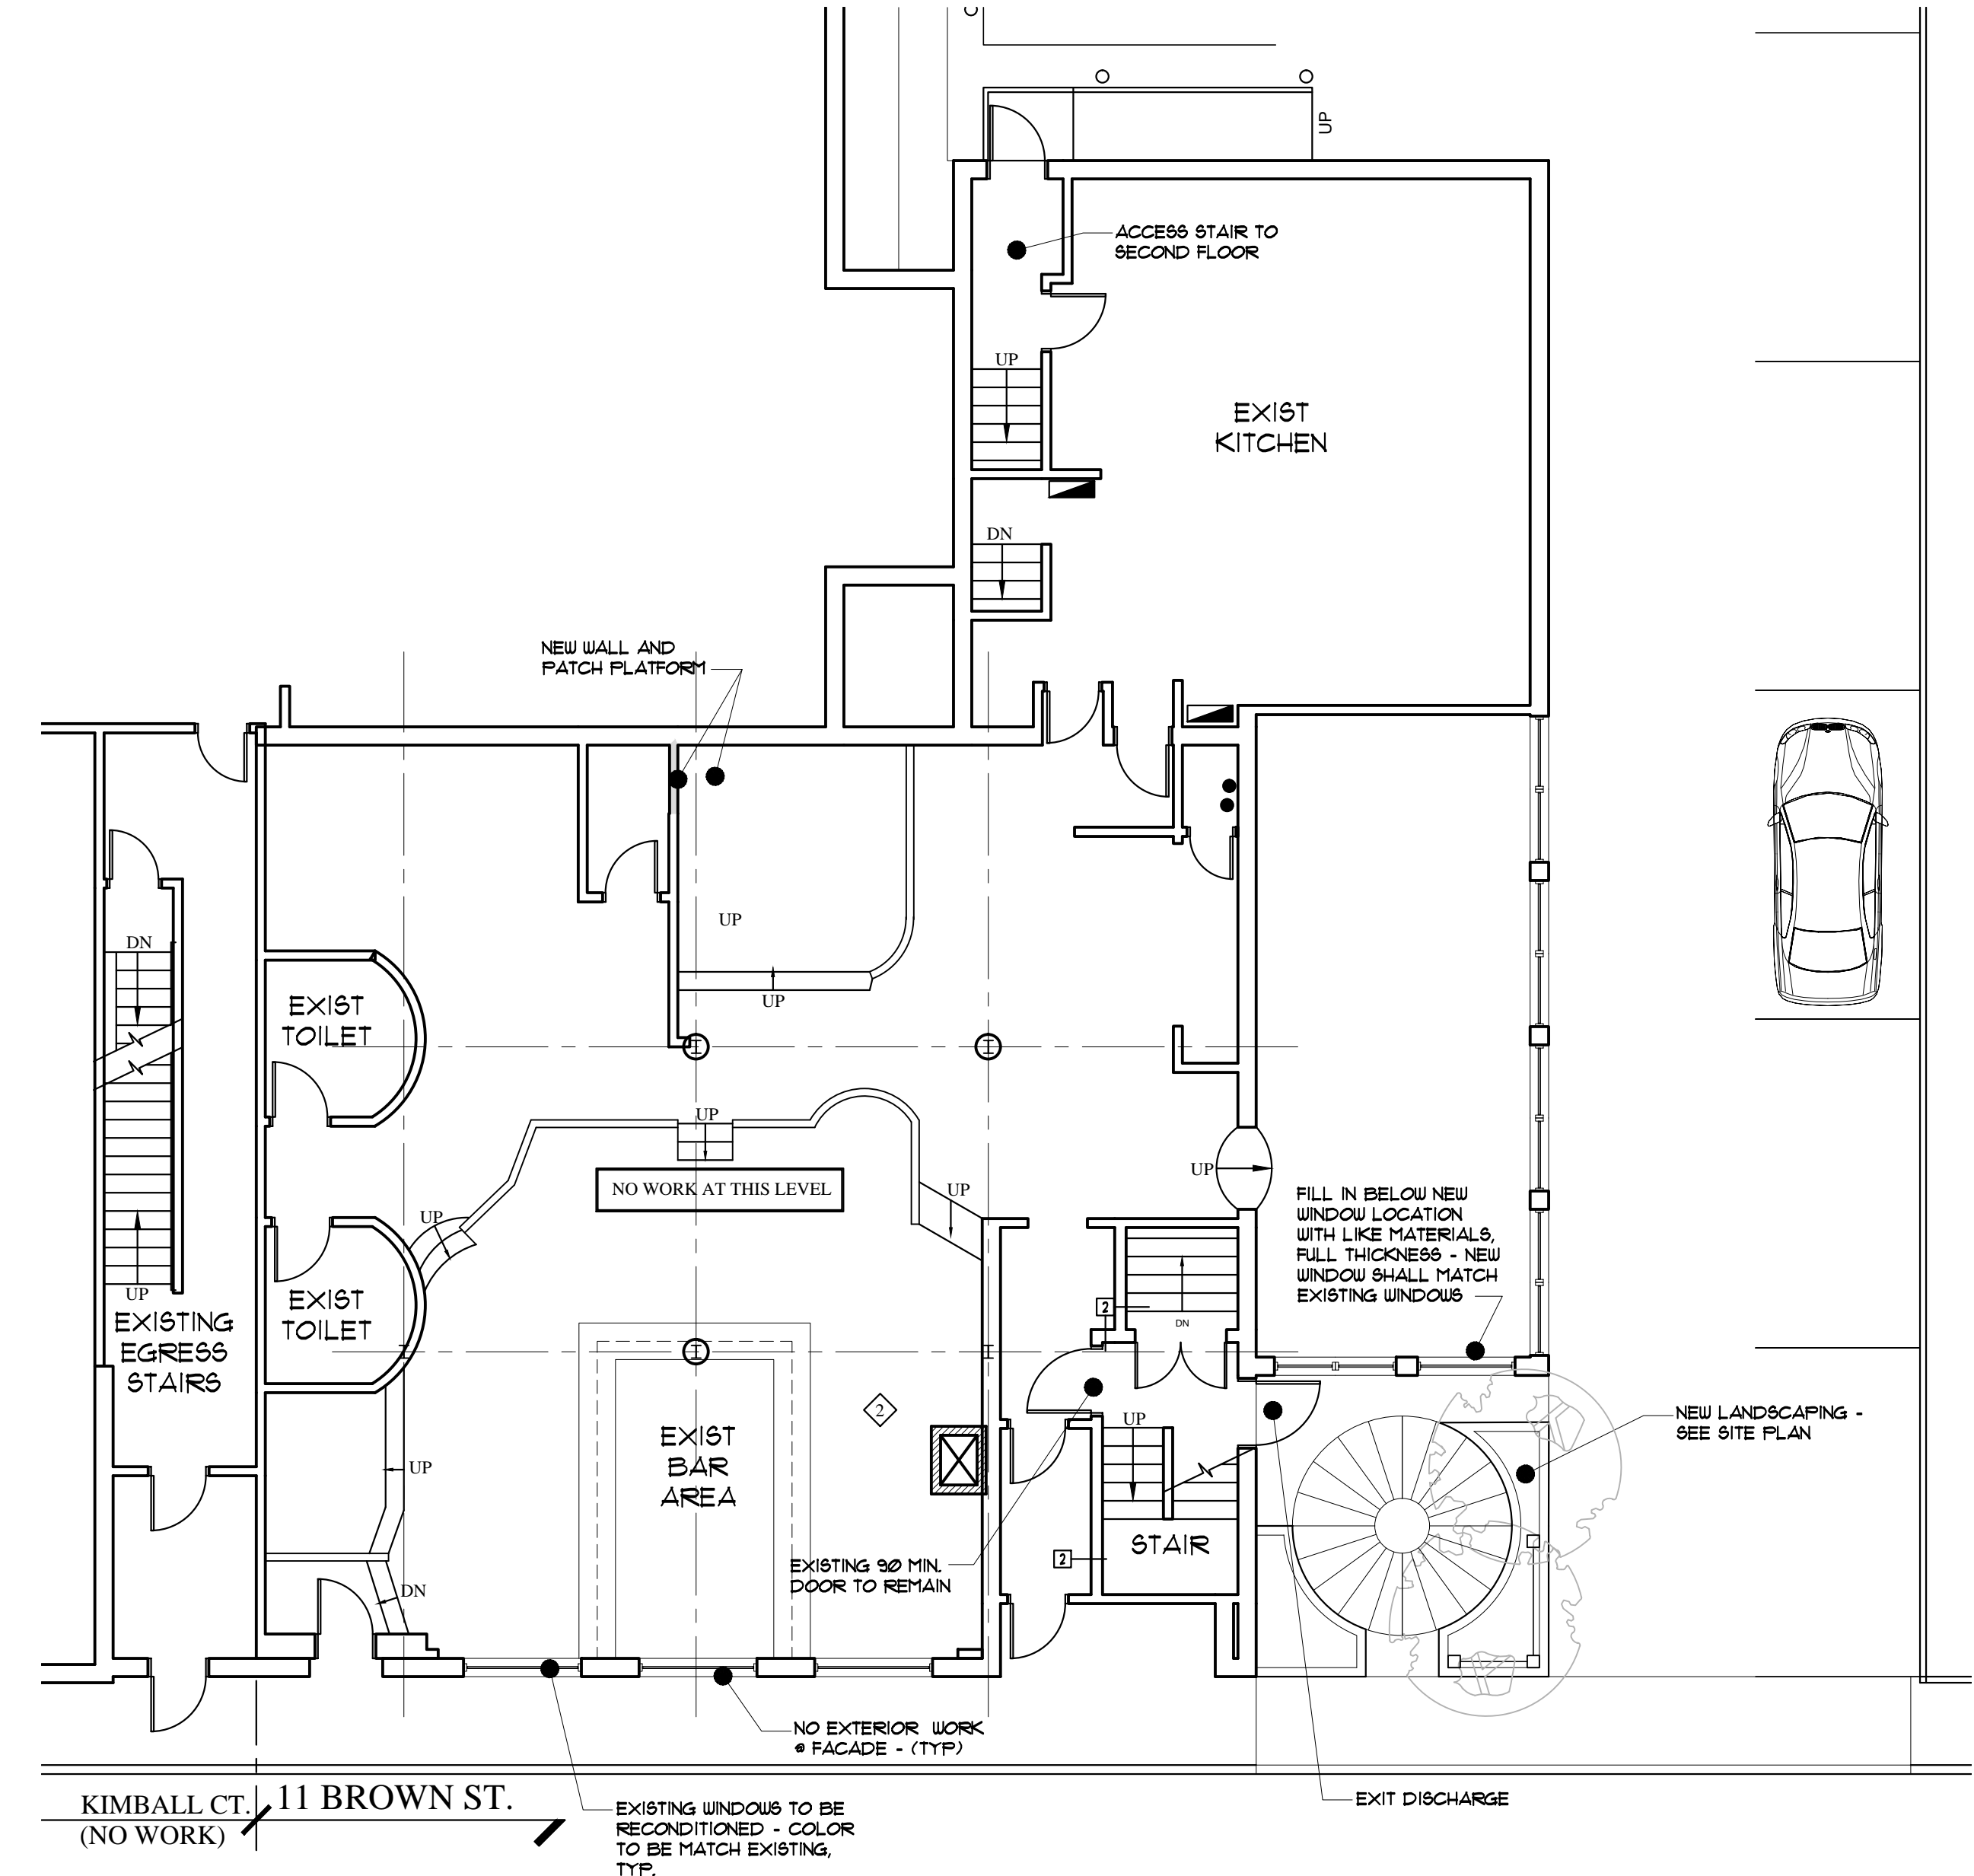 UP
ACCESS STAIR TO
SECOND FLOOR
UP
EXIST
KITCHEN
DN
NEW WALL AND
PATCH PLATFORM
UP
DN
EXIST
TOILET
UP
UP
NO WORK AT THIS LEVEL
UP
UP
UP
FILL IN BELOW NEW
WINDOW LOCATION
WITH LIKE MATERIALS,
FULL THICKNESS - NEW
WINDOW SHALL MATCH
EXISTING WINDOWS
UP
EXISTING
EGRESS
STAIRS
EXIST
TOILET
2
DN
2
EXIST
BAR
AREA
UP
NEW LANDSCAPING -
SEE SITE PLAN
UP
STAIR
2
EXISTING 90 MIN.
DOOR TO REMAIN
DN
NO EXTERIOR WORK
@ FACADE - (TYP)
KIMBALL CT.
(NO WORK)
11 BROWN ST.
EXISTING WINDOWS TO BE
RECONDITIONED - COLOR
TO BE MATCH EXISTING,
TYP.
EXIT DISCHARGE